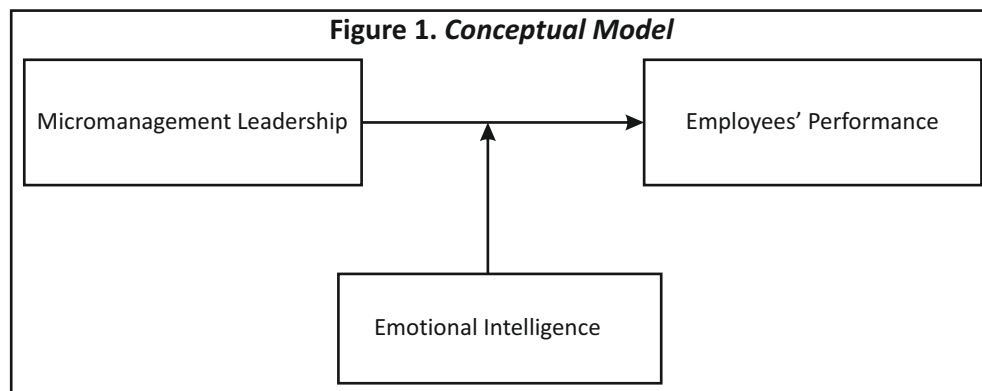 Figure 1. Conceptual Model
Micromanagement Leadership
Employees’ Performance
Emotional Intelligence